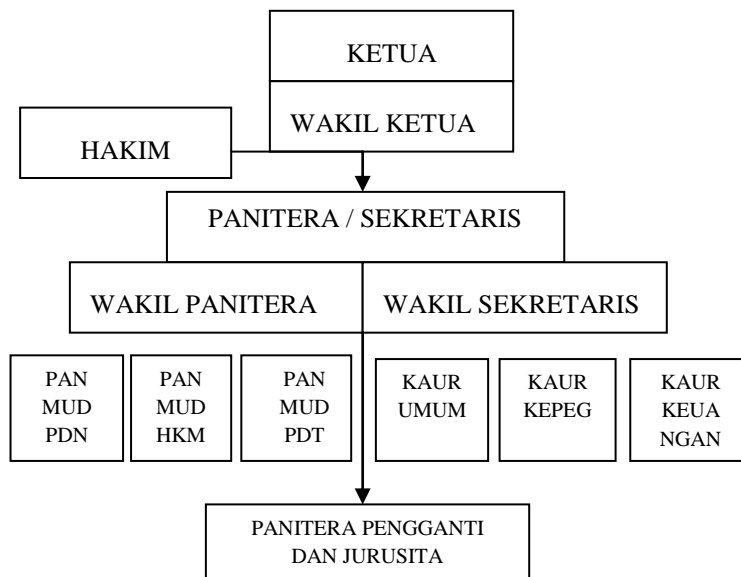 KETUA
WAKIL KETUA
HAKIM
PANITERA / SEKRETARIS
WAKIL PANITERA
WAKIL SEKRETARIS
PAN
MUD
PDN
PAN
MUD
HKM
PAN
MUD
PDT
KAUR
UMUM
KAUR
KEPEG
KAUR
KEUA
NGAN
PANITERA PENGGANTI
DAN JURUSITA